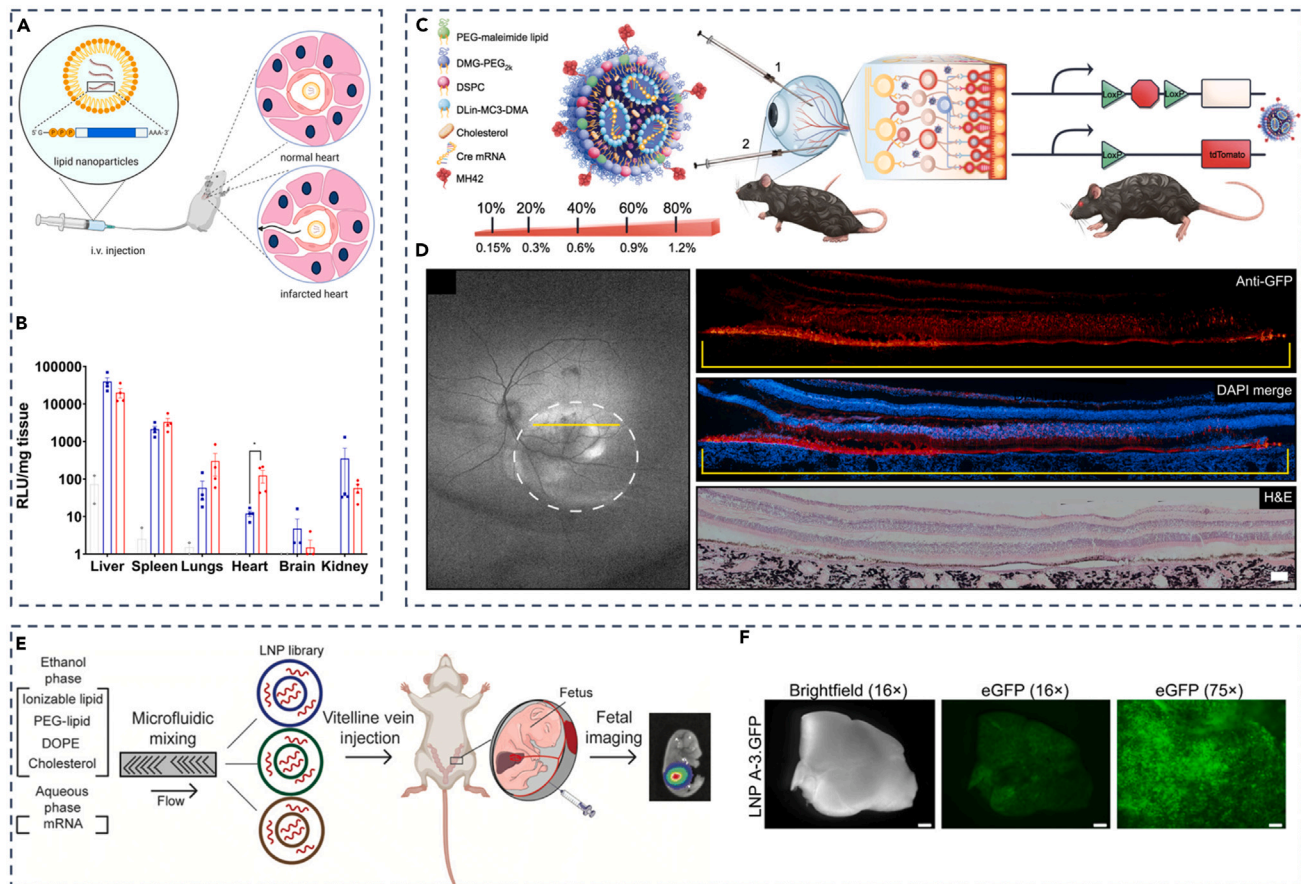 A
5' G
P P P
AAA- 3'
lipid nanoparticles
i.v. injection
normal heart
infarcted heart
B
RLU/mg tissue
100000
10000
1000
100
10
1
*
Liver Spleen Lungs Heart Brain Kidney
C
PEG-maleimide lipid
DMG-PEG2k
DSPC
DLin-MC3-DMA
Cholesterol
Cre mRNA
MH42
1
2
10% 20% 40% 60% 80%
0.15% 0.3% 0.6% 0.9% 1.2%
LoxP LoxP
LoxP tdTomato
D
Anti-GFP
DAPI merge
H&E
E
Ethanol
phase
Ionizable lipid
PEG-lipid
DOPE
Cholesterol
Aqueous
phase
mRNA
Microfluidic
mixing
Flow
LNP library
Vitelline vein
injection
Fetus
Fetal
imaging
F
LNP A-3.GFP
Brightfield (16×) eGFP (16×) eGFP (75×)